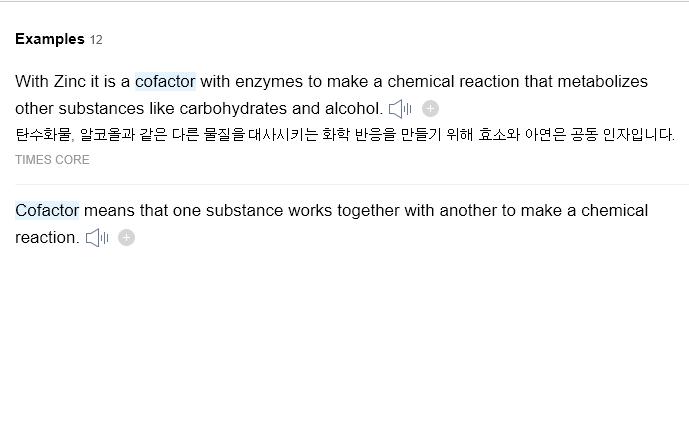 Examples 12
With Zinc it is a cofactor with enzymes to make a chemical reaction that metabolizes
other substances like carbohydrates and alcohol.
탄수화물, 알코올과 같은 다른 물질을 대사시키는 화학 반응을 만들기 위해 효소와 아연은 공동 인자입니다.
TIMES CORE
Cofactor means that one substance works together with another to make a chemical
reaction.